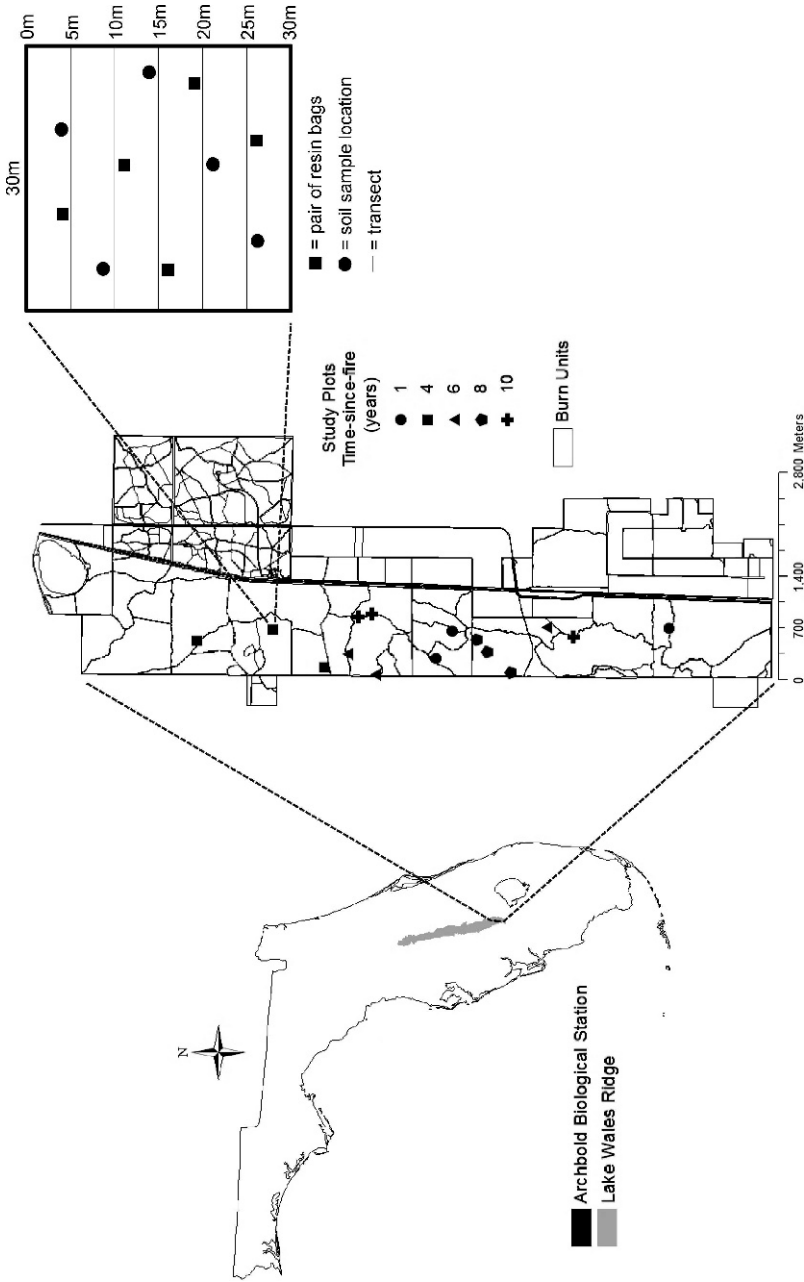 N
Archbold Biological Station
Lake Wales Ridge
Study Plots
Time-since-fire
(years)
1
4
6
8
10
Burn Units
0 700 1,400 2,800 Meters
30m
0m
5m
10m
15m
20m
25m
30m
= pair of resin bags
= soil sample location
= transect